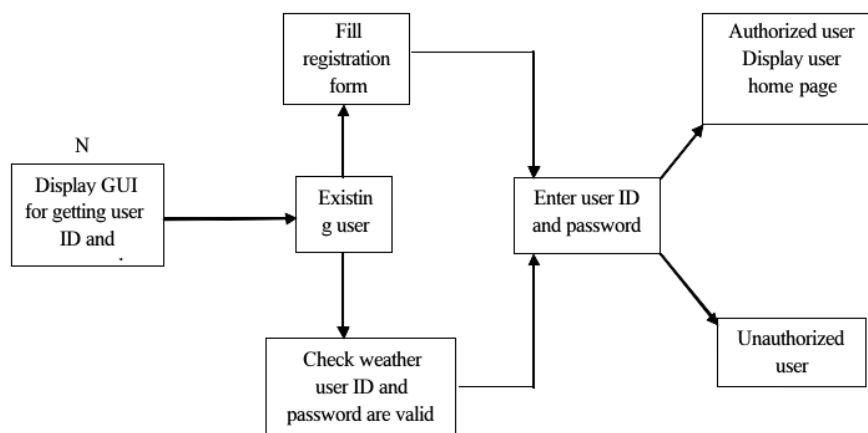 Fill
registration
form
Authorized user
Display user
home page
N
Display GUI
for getting user
ID and
Existin
g user
Enter user ID
and password
Check weather
user ID and
password are valid
Unauthorized
user